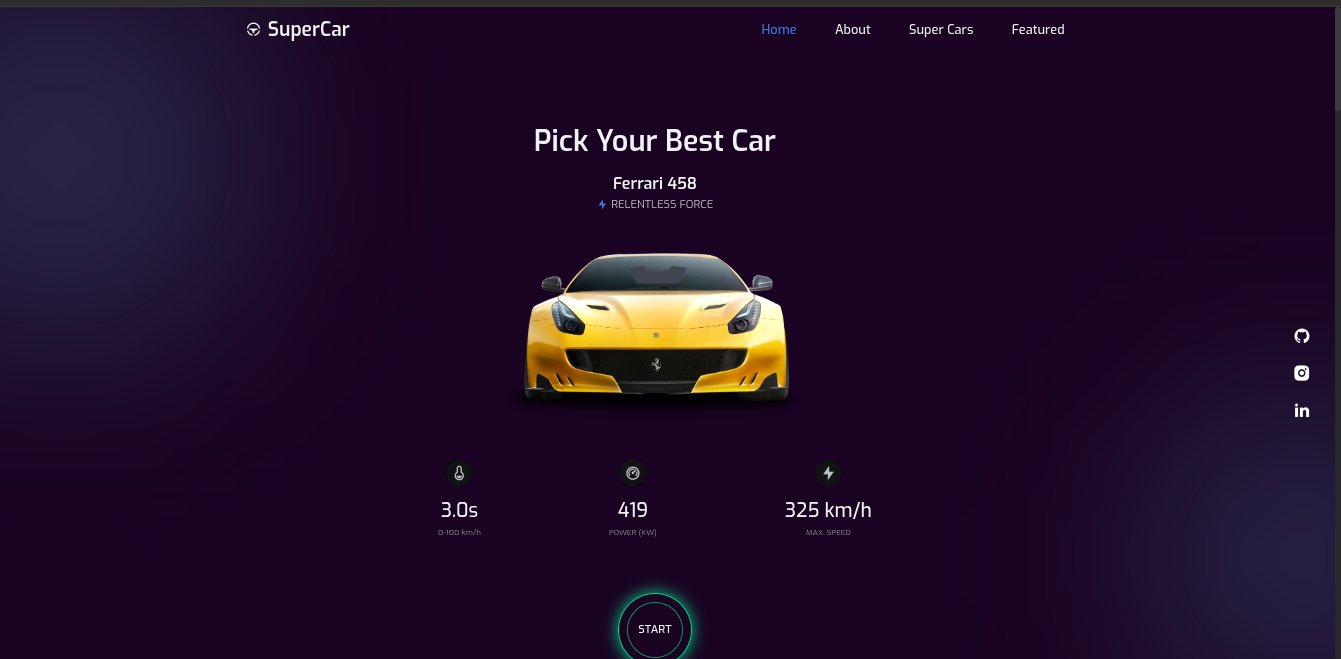 SuperCar
Home About Super Cars Featured
Pick Your Best Car
Ferrari 458
RELENTLESS FORCE
3.0s 419 325 km/h
0-100 km/h POWER (KW) MAX. SPEED
START